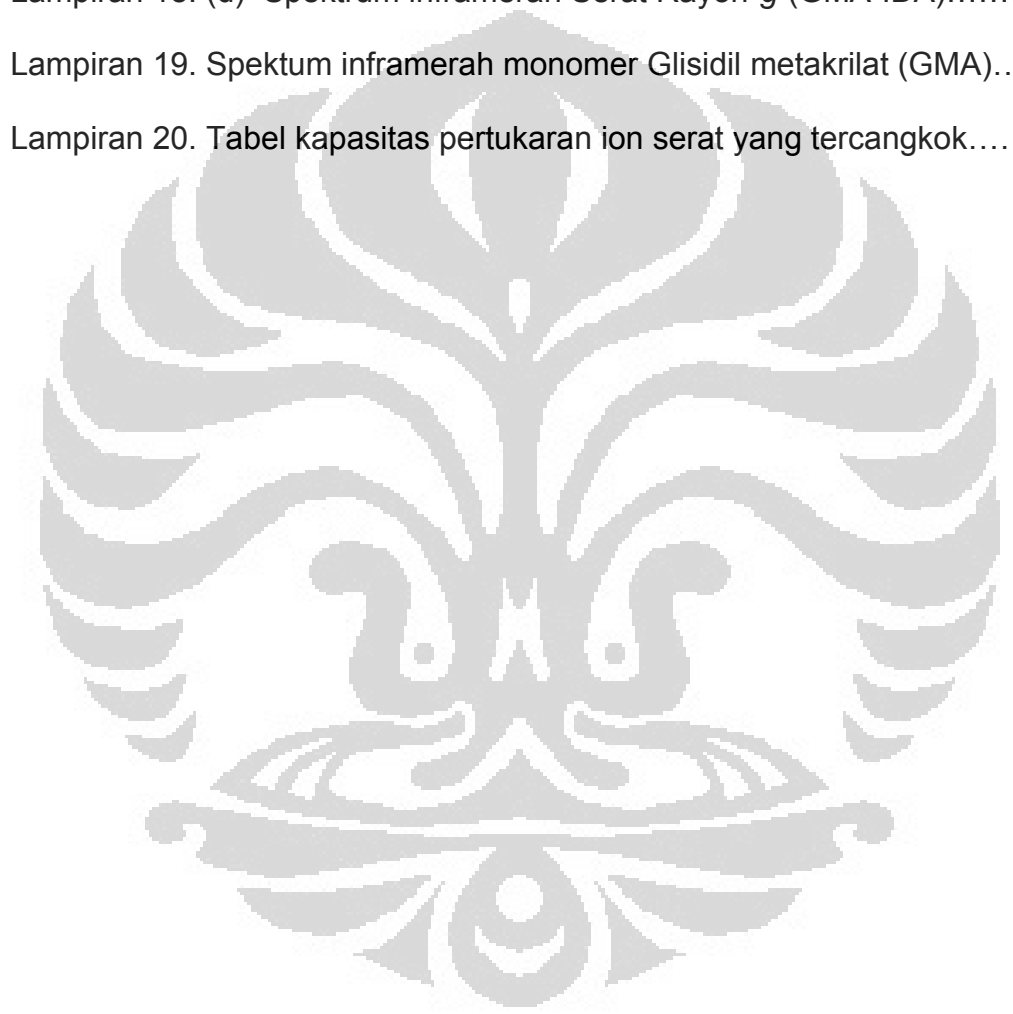 Lampiran 19. Spektum inframerah monomer Glisidil metakrilat (GMA)..
Lampiran 20. Tabel kapasitas pertukaran ion serat yang tercangkok....